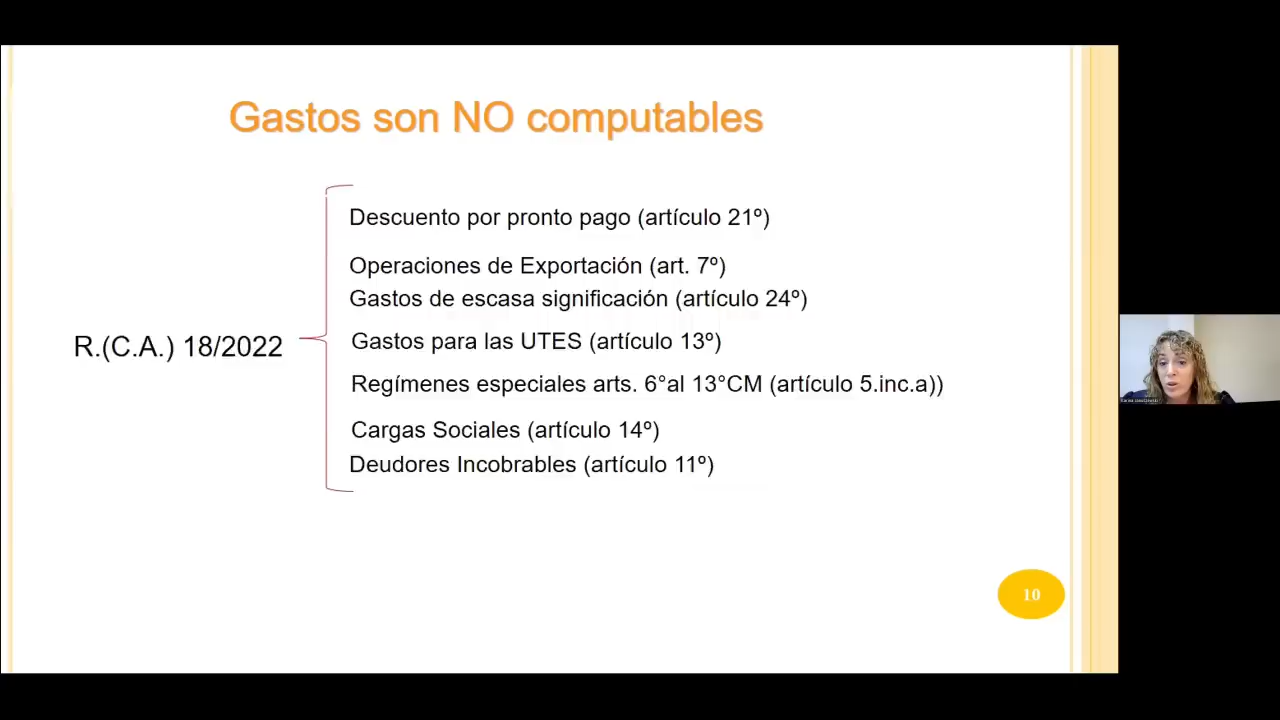 Gastos son NO computables
Descuento por pronto pago (artículo 21º)
Operaciones de Exportación (art. 7º)
Gastos de escasa significación (artículo 24º)
R.(C.A.) 18/2022
Gastos para las UTES (artículo 13º)
Regímenes especiales arts. 6°al 13°CM (artículo 5.inc.a))
Cargas Sociales (artículo 14º)
Deudores Incobrables (artículo 11º)
10